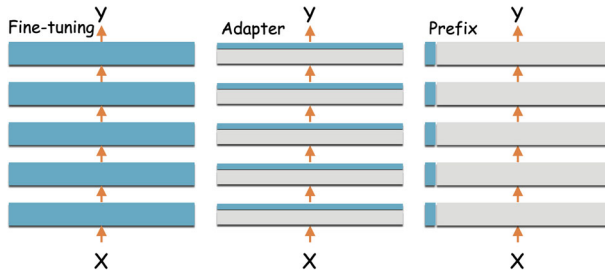 Y Y Y
Fine-tuning Adapter Prefix
X X X